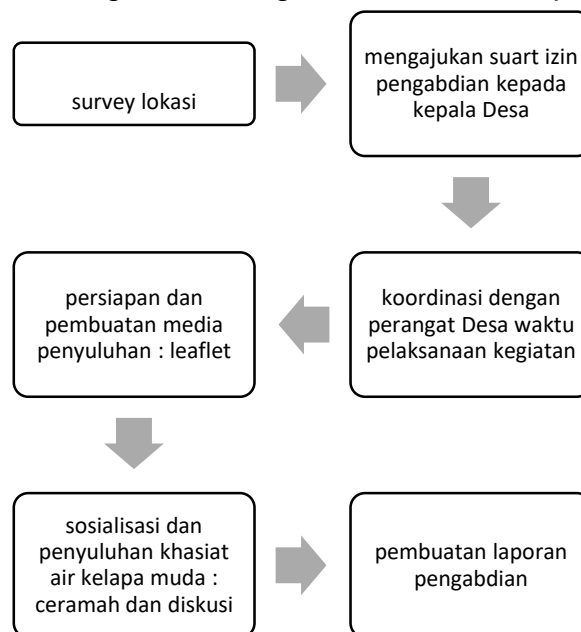 survey lokasi
mengajukan suart izin
pengabdian kepada
kepala Desa
koordinasi dengan
perangat Desa waktu
pelaksanaan kegiatan
persiapan dan
pembuatan media
penyuluhan : leaflet
sosialisasi dan
penyuluhan khasiat
air kelapa muda :
ceramah dan diskusi
pembuatan laporan
pengabdian